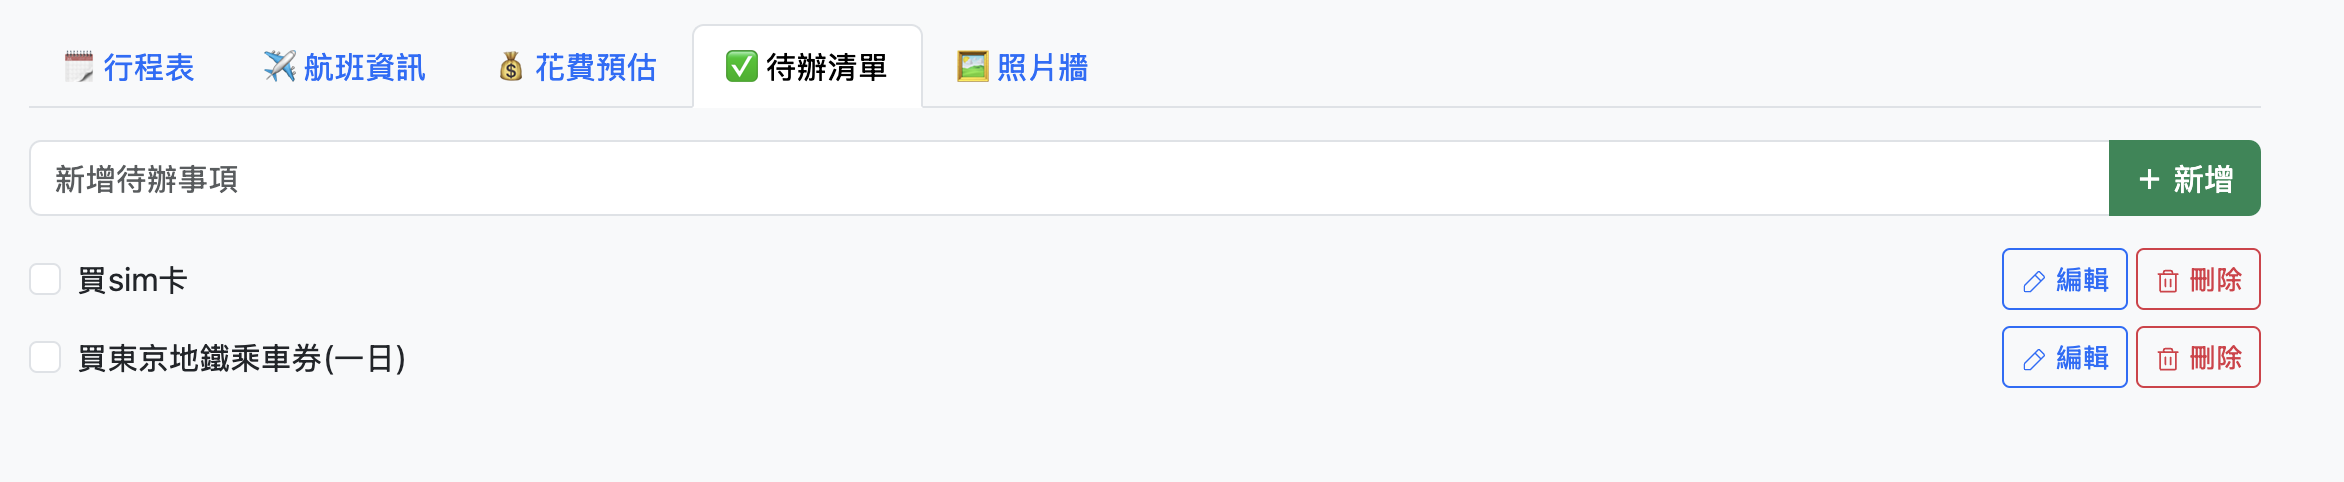 行程表 航班資訊 花費預估 待辦清單 照片牆
新增待辦事項 + 新增
買sim卡 編輯 刪除
買東京地鐵乘車券(一日) 編輯 刪除